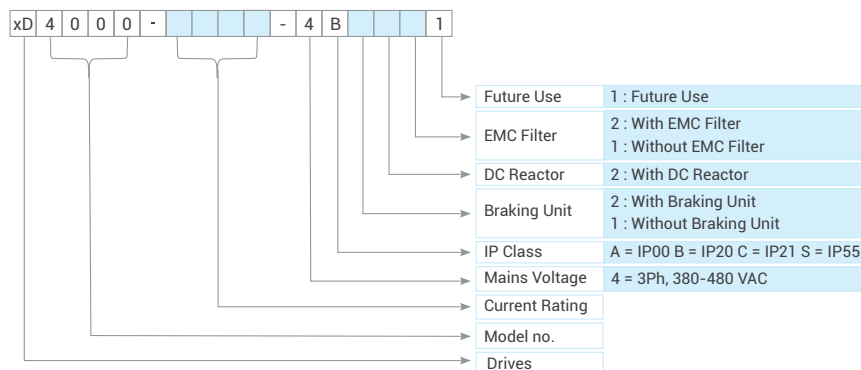 xD 4 0 0 0 - - 4 B 1
Future Use 1 : Future Use
EMC Filter 2 : With EMC Filter
1 : Without EMC Filter
DC Reactor 2 : With DC Reactor
Braking Unit 2 : With Braking Unit
1 : Without Braking Unit
IP Class A = IP00 B = IP20 C = IP21 S = IP55
Mains Voltage 4 = 3Ph, 380-480 VAC
Current Rating
Model no.
Drives